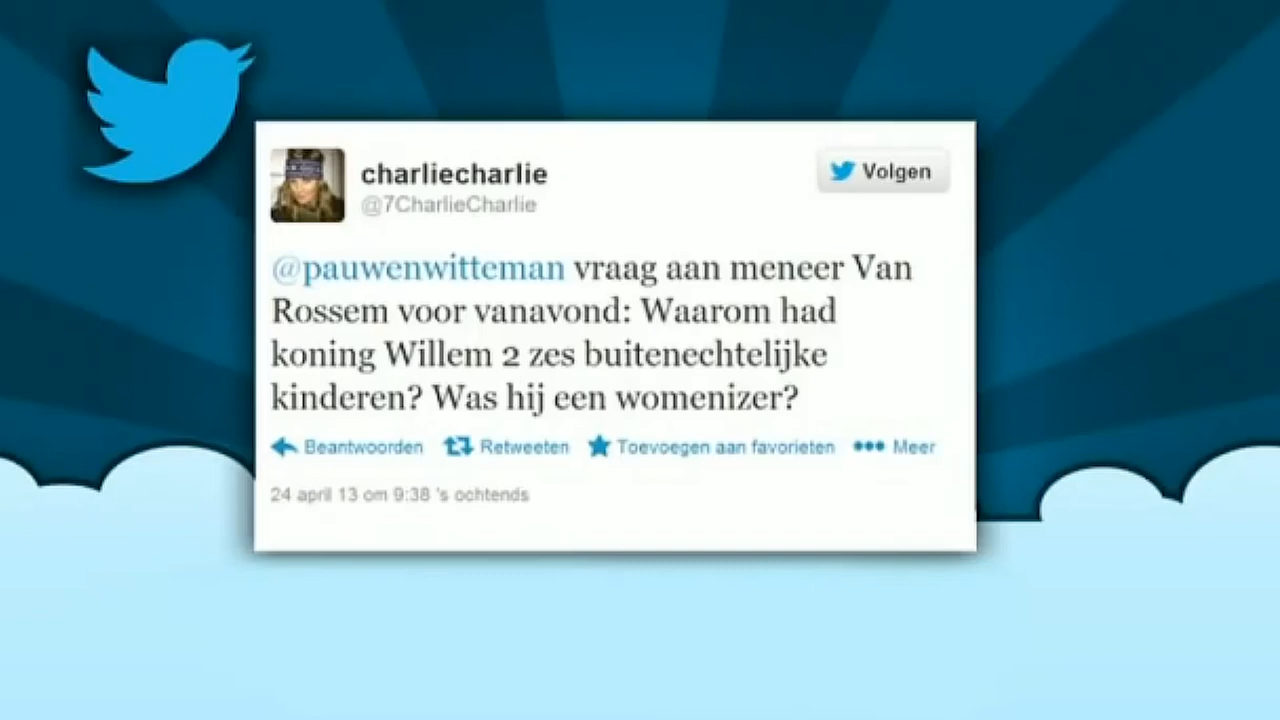 charliecharlie
@7CharlieCharlie
Volgen
@pauwenwitteman vraag aan meneer Van
Rossem voor vanavond: Waarom had
koning Willem 2 zes buitenechtelijke
kinderen? Was hij een womenizer?
Beantwoorden Retweeten Toevoegen aan favorieten Meer
24 april 13 om 9:38 's ochtends